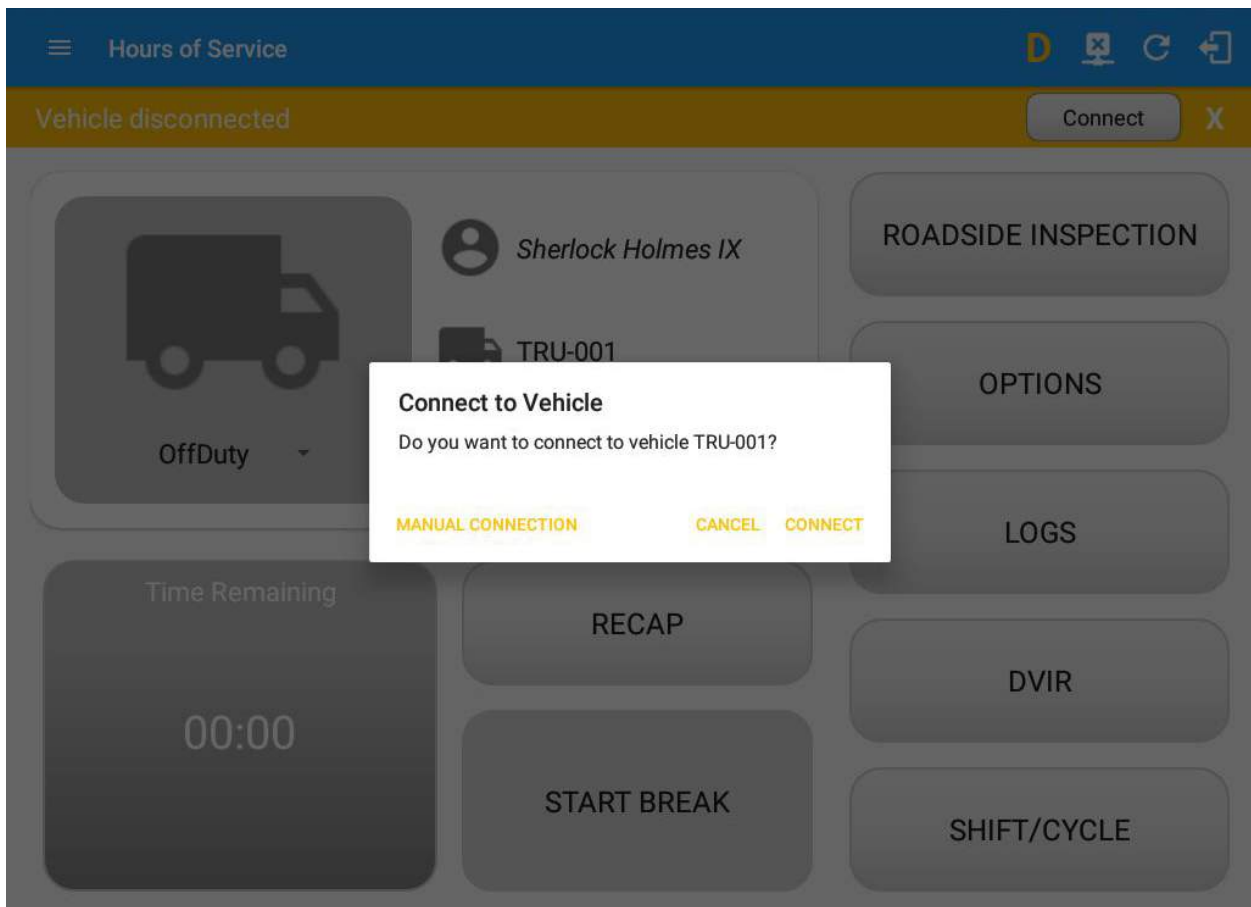 Hours of Service
D
Vehicle disconnected
Connect
X
Sherlock Holmes IX
TRU-001
OffDuty
Connect to Vehicle
Do you want to connect to vehicle TRU-001?
MANUAL CONNECTION
CANCEL
CONNECT
Time Remaining
00:00
RECAP
START BREAK
ROADSIDE INSPECTION
OPTIONS
LOGS
DVIR
SHIFT/CYCLE